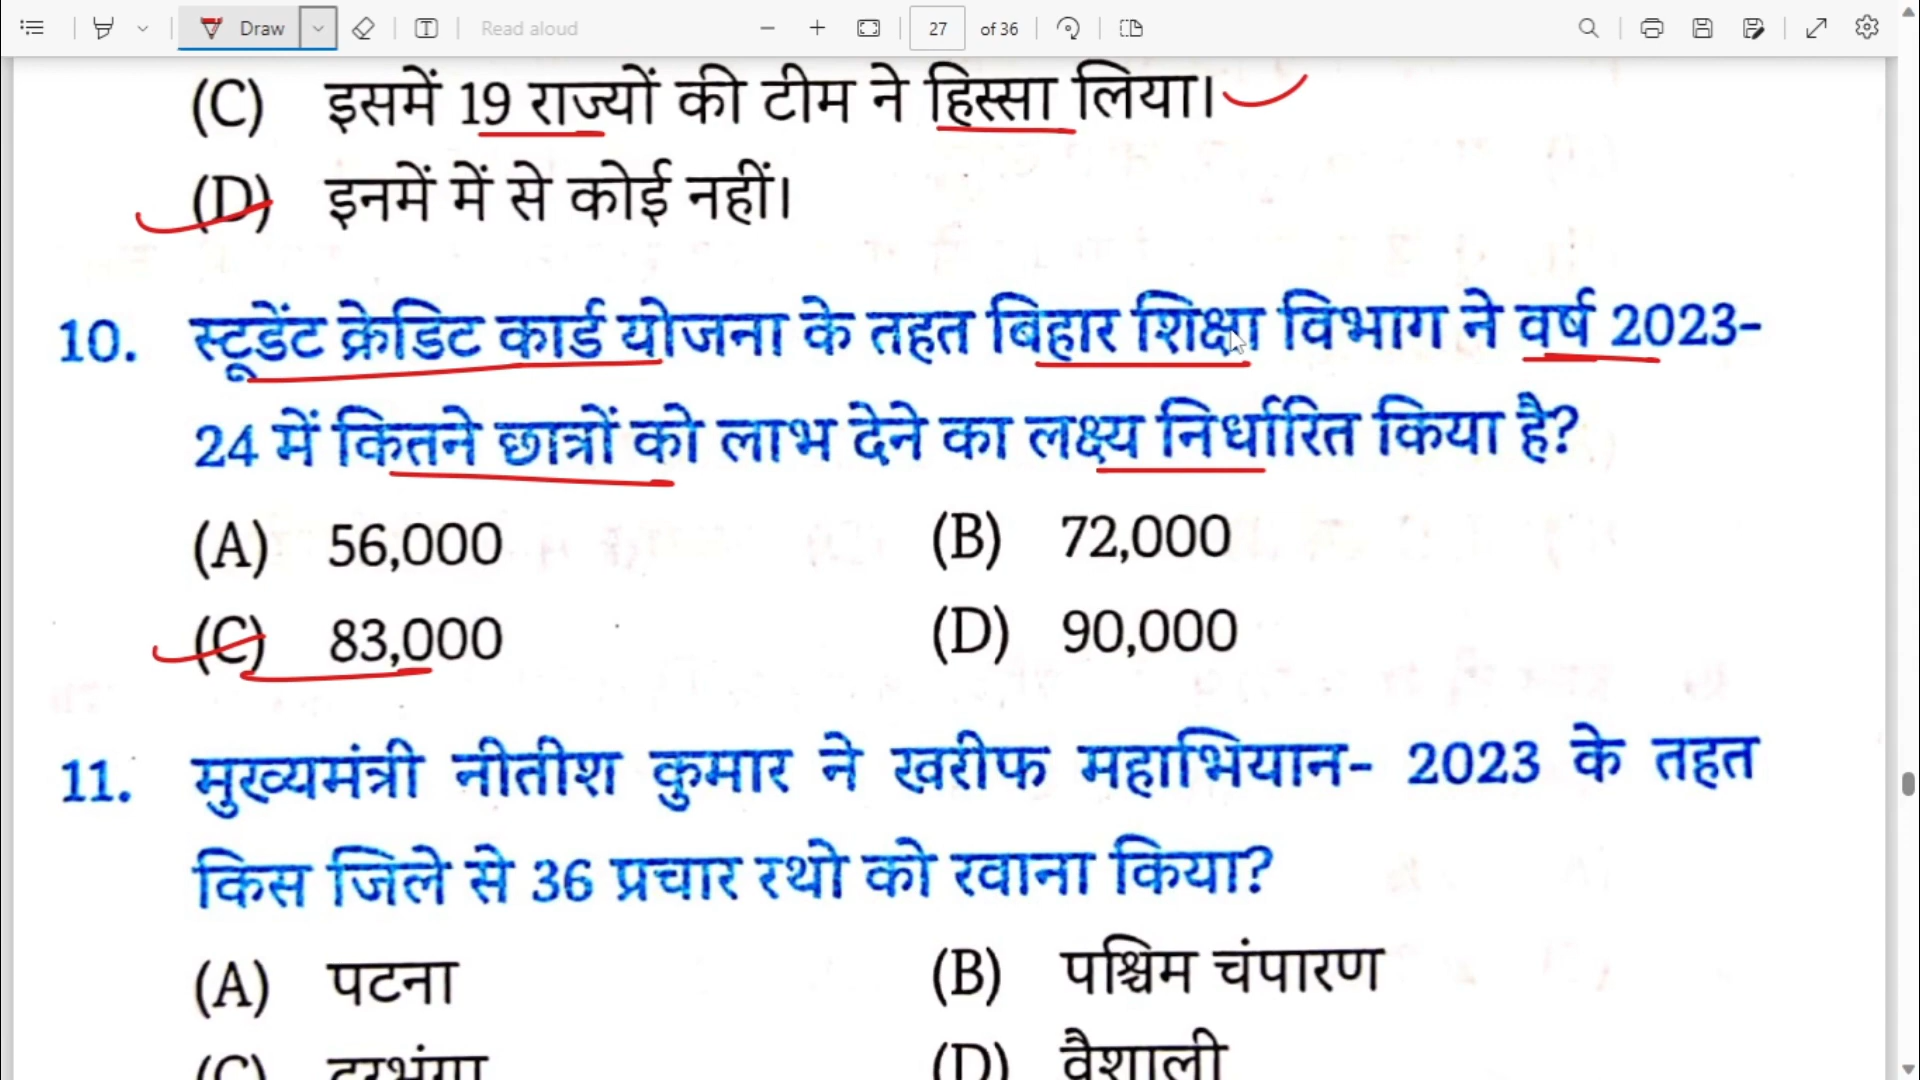 Draw
Read aloud
27 of 36
(C) इसमें 19 राज्यों की टीम ने हिस्सा लिया।
(D) इनमें में से कोई नहीं।
10. स्टूडेंट क्रेडिट कार्ड योजना के तहत बिहार शिक्षा विभाग ने वर्ष 2023-
24 में कितने छात्रों को लाभ देने का लक्ष्य निर्धारित किया है?
(A) 56,000 (B) 72,000
(C) 83,000 (D) 90,000
11. मुख्यमंत्री नीतीश कुमार ने खरीफ महाभियान- 2023 के तहत
किस जिले से 36 प्रचार रथो को रवाना किया?
(A) पटना (B) पश्चिम चंपारण
(C) दरभंगा (D) वैशाली